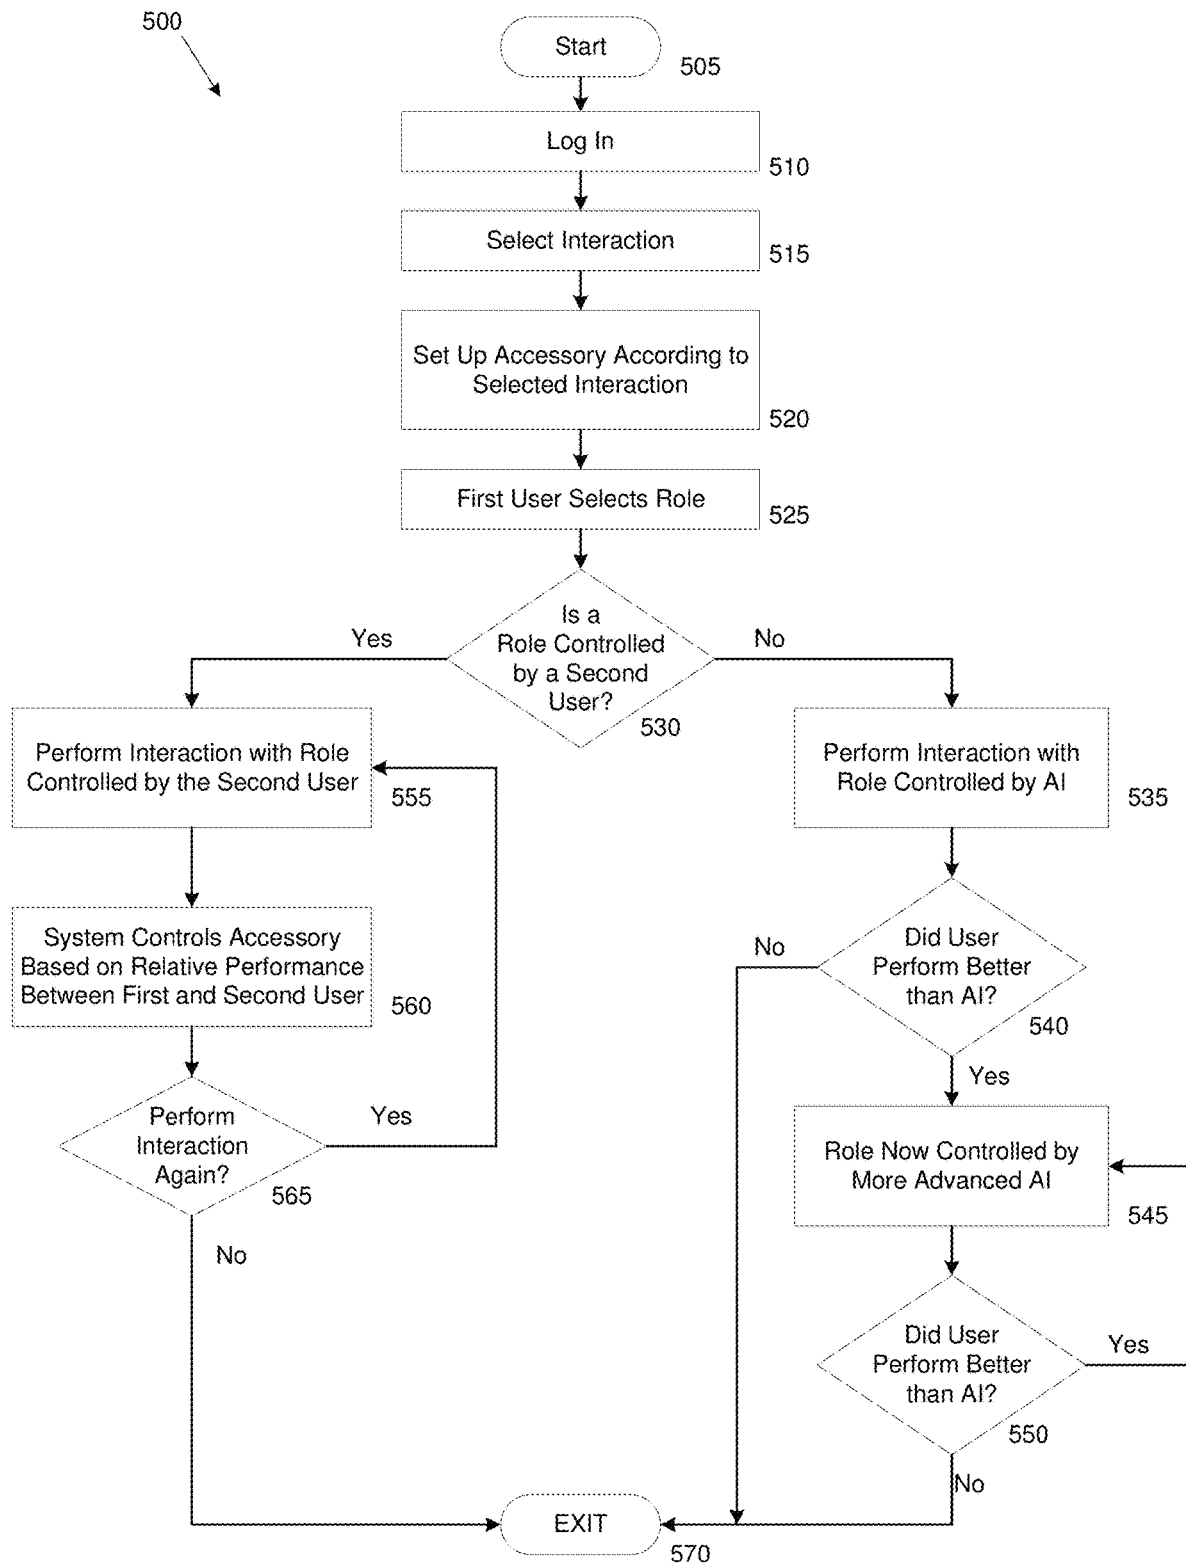 500
Start
505
Log In
510
Select Interaction
515
Set Up Accessory According to
Selected Interaction
520
First User Selects Role
525
Is a
Role Controlled
by a Second
User?
530
Yes
No
Perform Interaction with Role
Controlled by the Second User
555
Perform Interaction with
Role Controlled by AI
535
System Controls Accessory
Based on Relative Performance
Between First and Second User
560
Did User
Perform Better
than AI?
540
No
Yes
Perform
Interaction
Again?
565
Yes
No
Role Now Controlled by
More Advanced AI
545
Did User
Perform Better
than AI?
550
Yes
No
EXIT
570